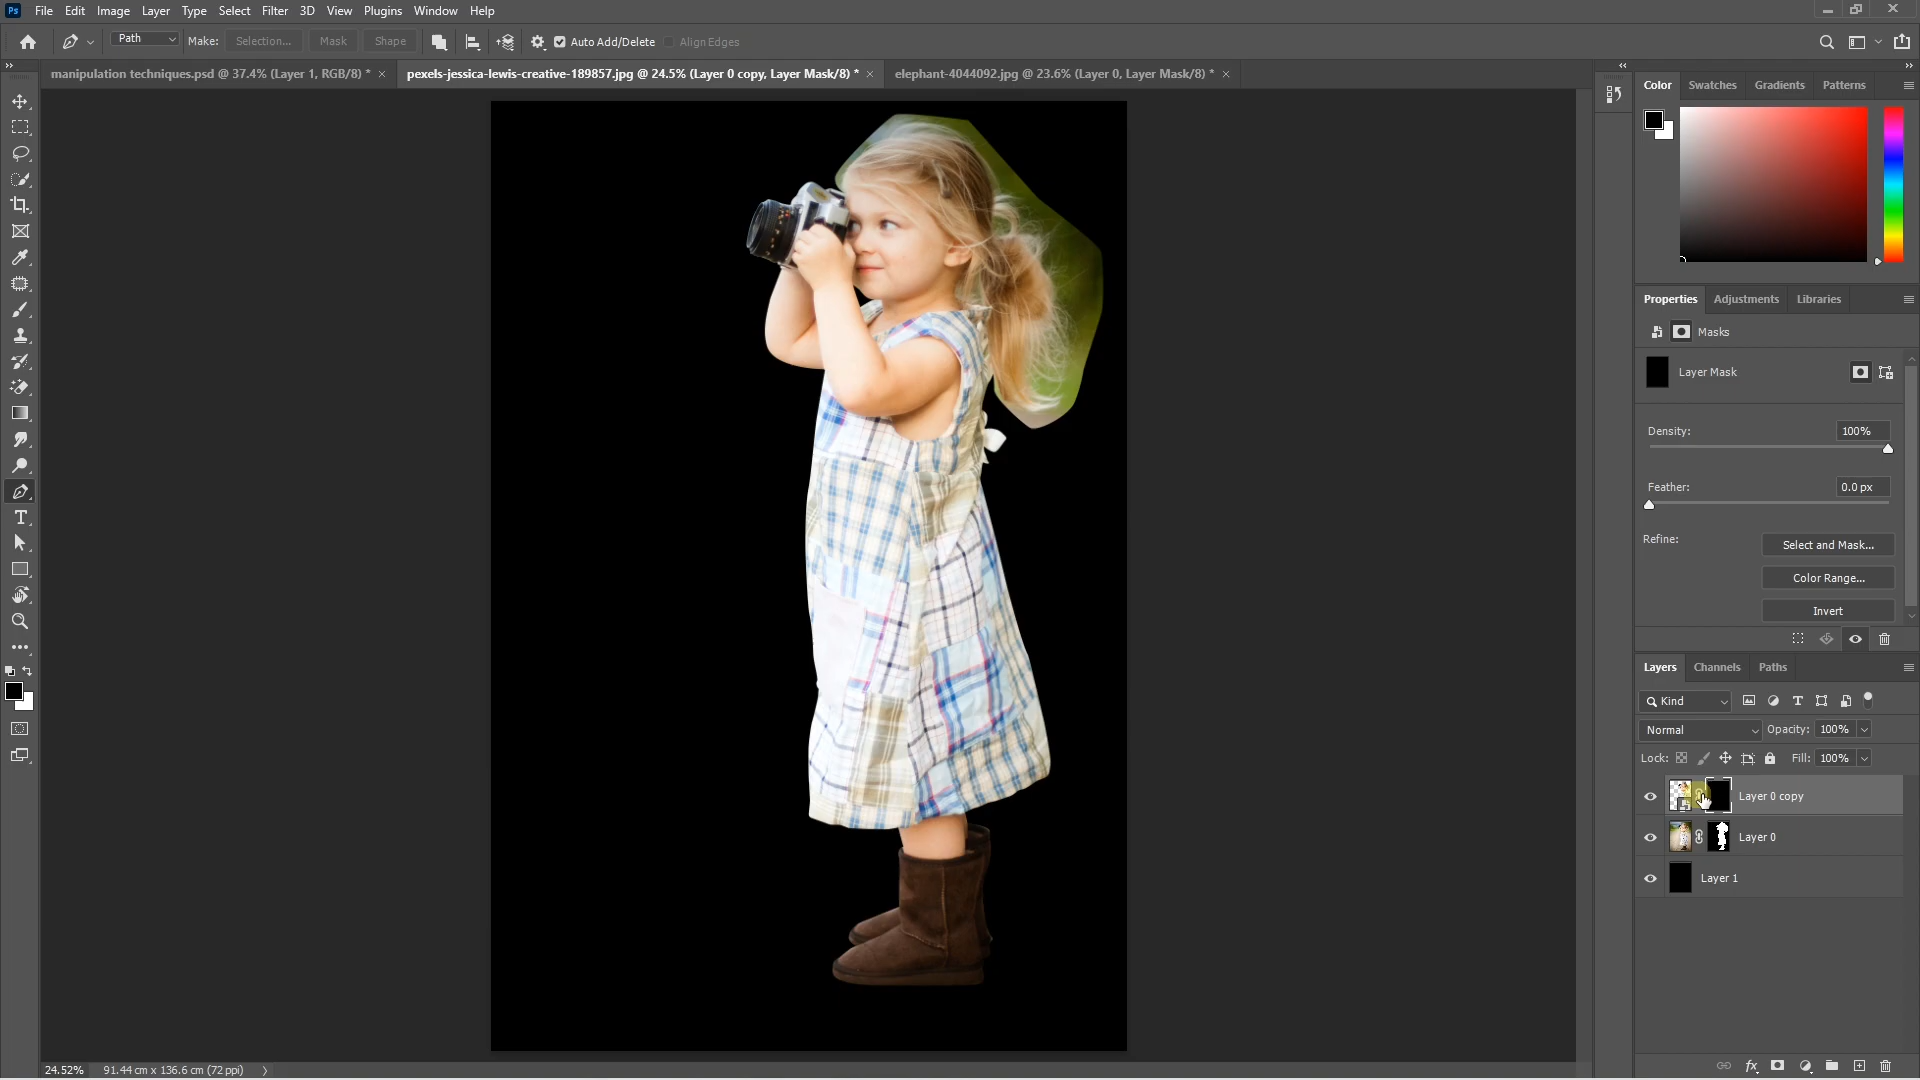 Ps File Edit Image Layer Type Select Filter 3D View Plugins Window Help
Path Make: Selection... Mask Shape Auto Add/Delete Align Edges
manipulation techniques.psd @ 37.4% (Layer 1, RGB/8) * × pexels-jessica-lewis-creative-189857.jpg @ 24.5% (Layer 0 copy, Layer Mask/8) * × elephant-4044092.jpg @ 23.6% (Layer 0, Layer Mask/8) * ×
Color Swatches Gradients Patterns
Properties Adjustments Libraries
Masks
Layer Mask
Density: 100%
Feather: 0.0 px
Refine: Select and Mask...
Color Range...
Invert
Layers Channels Paths
Kind
Normal Opacity: 100%
Lock: Fill: 100%
Layer 0 copy
Layer 0
Layer 1
24.52% 91.44 cm x 136.6 cm (72 ppi)